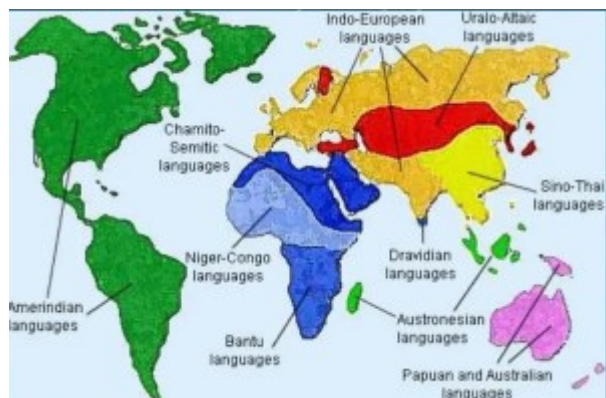 Indo-European
languages
Uralo-Altaic
languages
Chamito-
Semitic
languages
Sino-Thai
languages
Niger-Congo
languages
Dravidian
languages
Amerindian
languages
Austronesian
languages
Bantu
languages
Papuan and Australian
languages